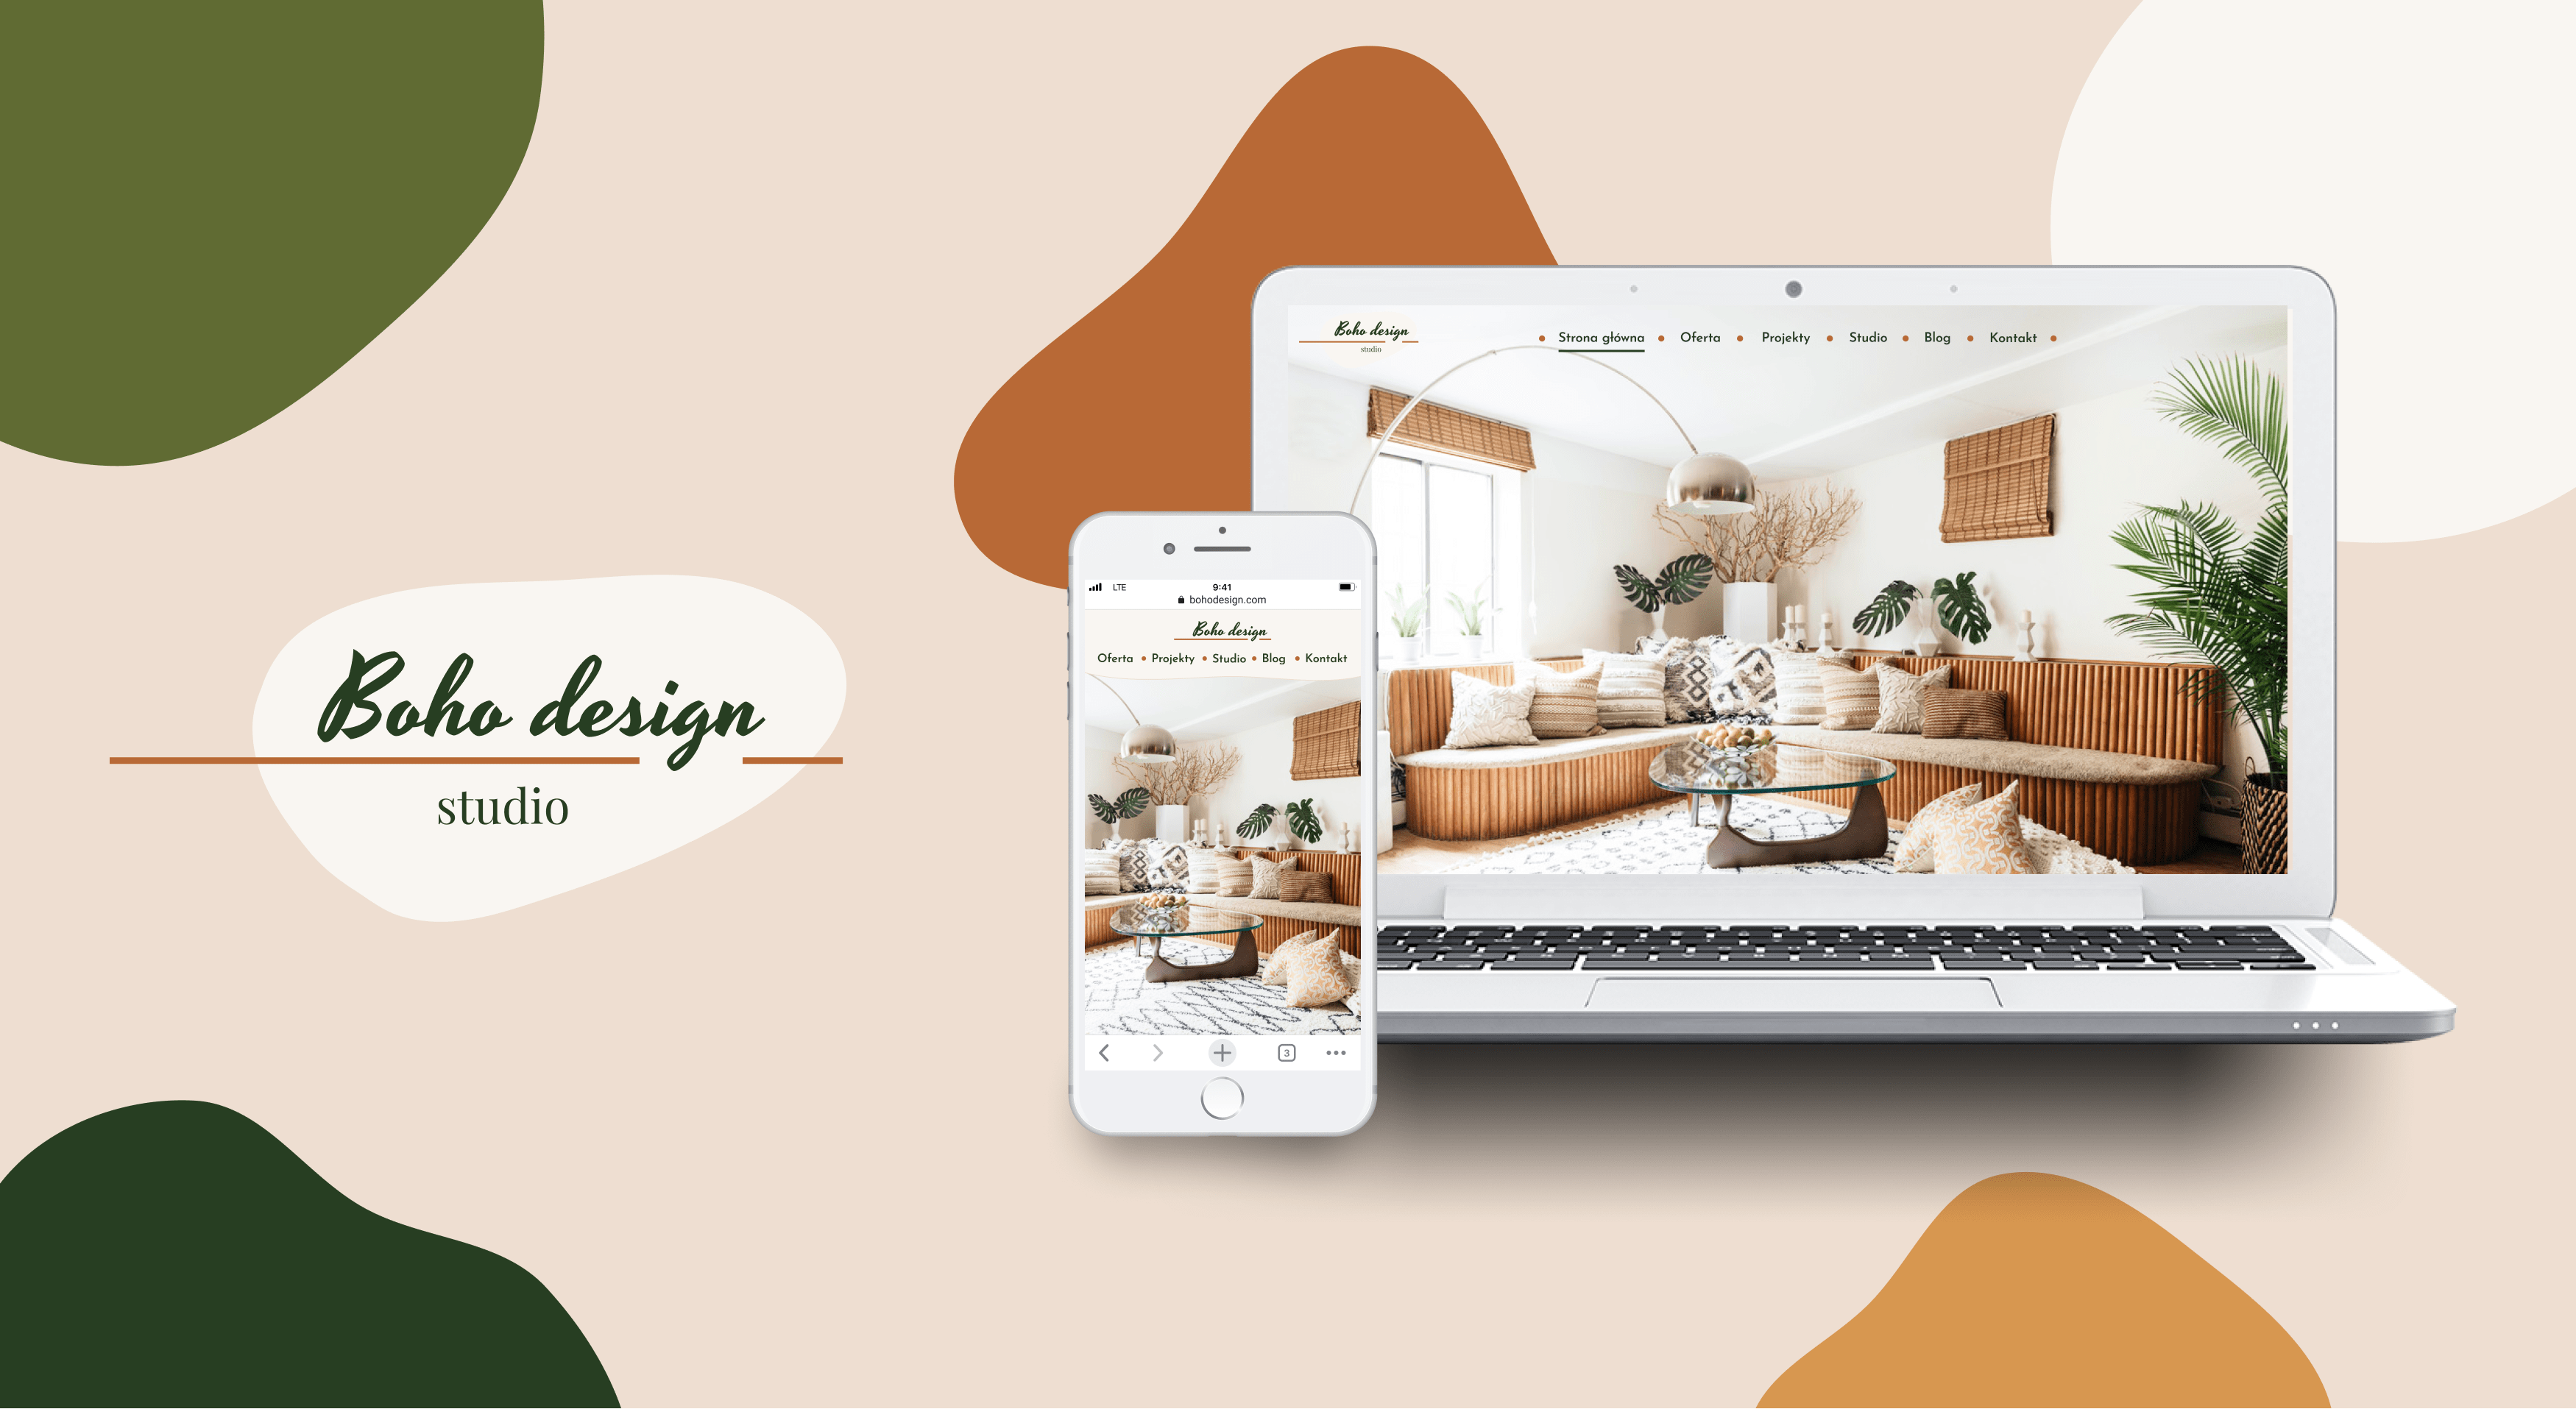 Boho design
studio
Boho design
studio
Strona główna Oferta Projekty Studio Blog Kontakt
LTE 9:41
bohodesign.com
Boho design
Oferta Projekty Studio Blog Kontakt
3